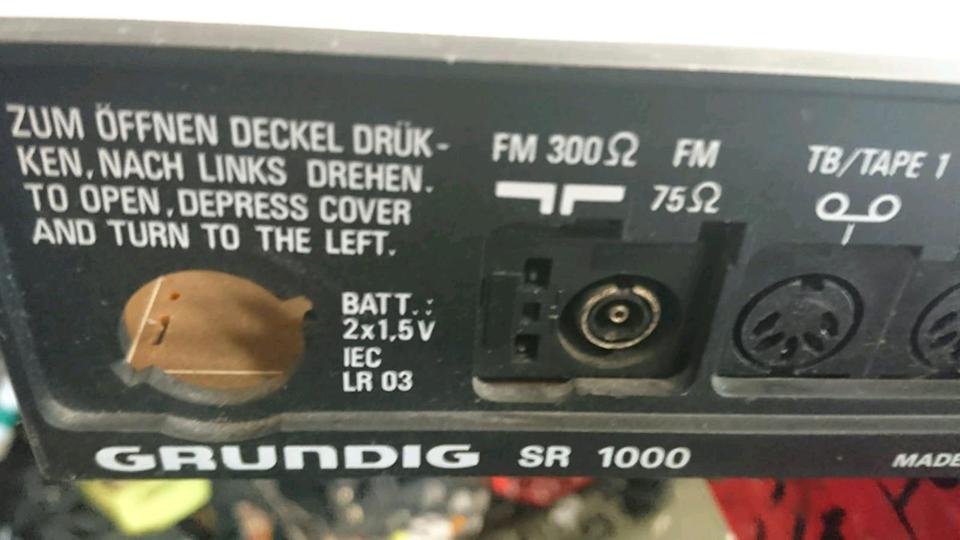 ZUM ÖFFNEN DECKEL DRÜK-
KEN, NACH LINKS DREHEN.
TO OPEN, DEPRESS COVER
AND TURN TO THE LEFT.
FM 300Ω FM
75Ω
TB/TAPE 1
BATT.:
2x1,5V
IEC
LR 03
GRUNDIG SR 1000
MADE